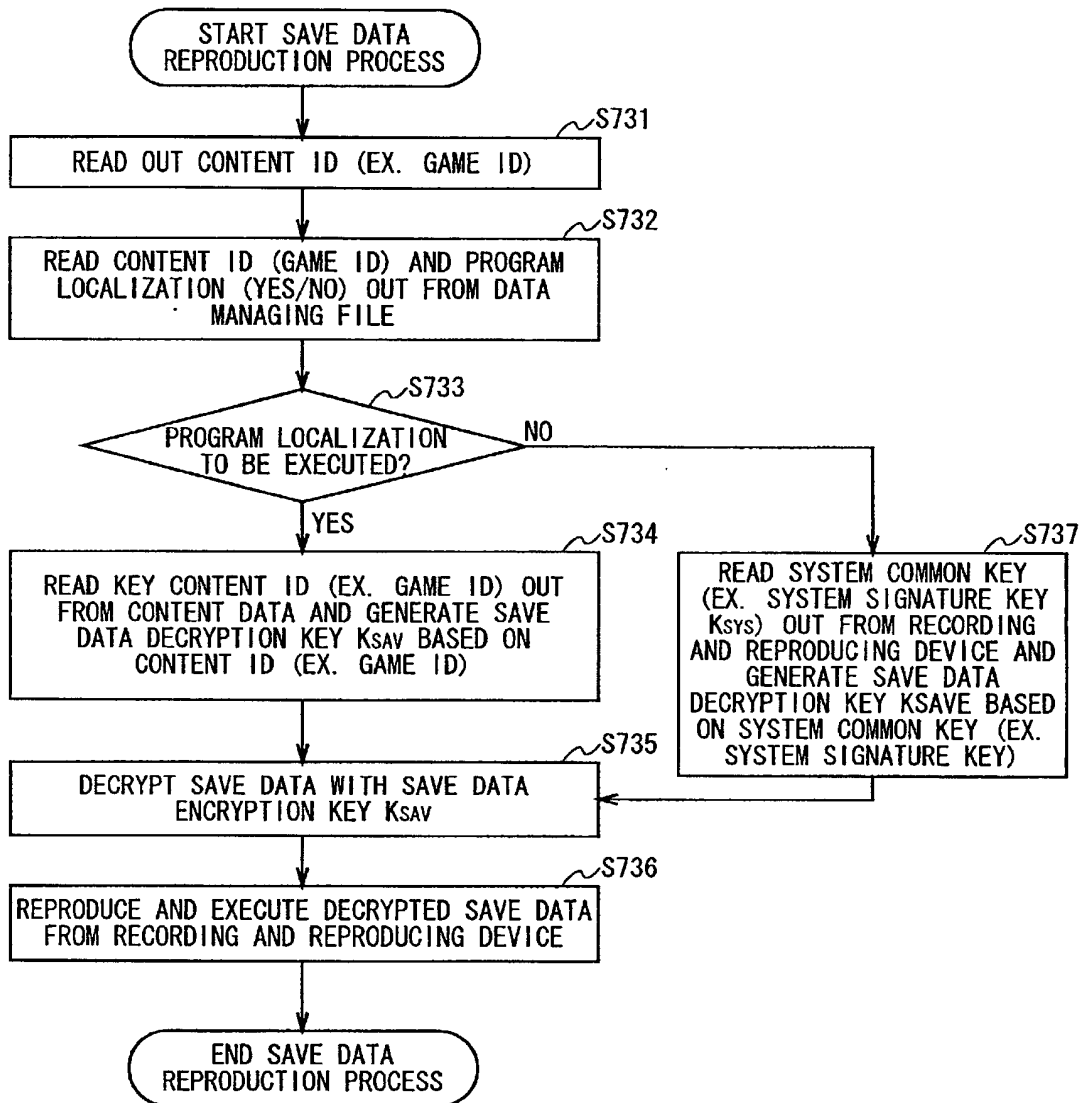 START SAVE DATA
REPRODUCTION PROCESS
S731
READ OUT CONTENT ID (EX. GAME ID)
S732
READ CONTENT ID (GAME ID) AND PROGRAM
LOCALIZATION (YES/NO) OUT FROM DATA
MANAGING FILE
S733
PROGRAM LOCALIZATION
TO BE EXECUTED?
NO
YES
S734
READ KEY CONTENT ID (EX. GAME ID) OUT
FROM CONTENT DATA AND GENERATE SAVE
DATA DECRYPTION KEY KSAV BASED ON
CONTENT ID (EX. GAME ID)
S737
READ SYSTEM COMMON KEY
(EX. SYSTEM SIGNATURE KEY
KSYS) OUT FROM RECORDING
AND REPRODUCING DEVICE AND
GENERATE SAVE DATA
DECRYPTION KEY KSAVE BASED
ON SYSTEM COMMON KEY (EX.
SYSTEM SIGNATURE KEY)
S735
DECRYPT SAVE DATA WITH SAVE DATA
ENCRYPTION KEY KSAV
S736
REPRODUCE AND EXECUTE DECRYPTED SAVE DATA
FROM RECORDING AND REPRODUCING DEVICE
END SAVE DATA
REPRODUCTION PROCESS